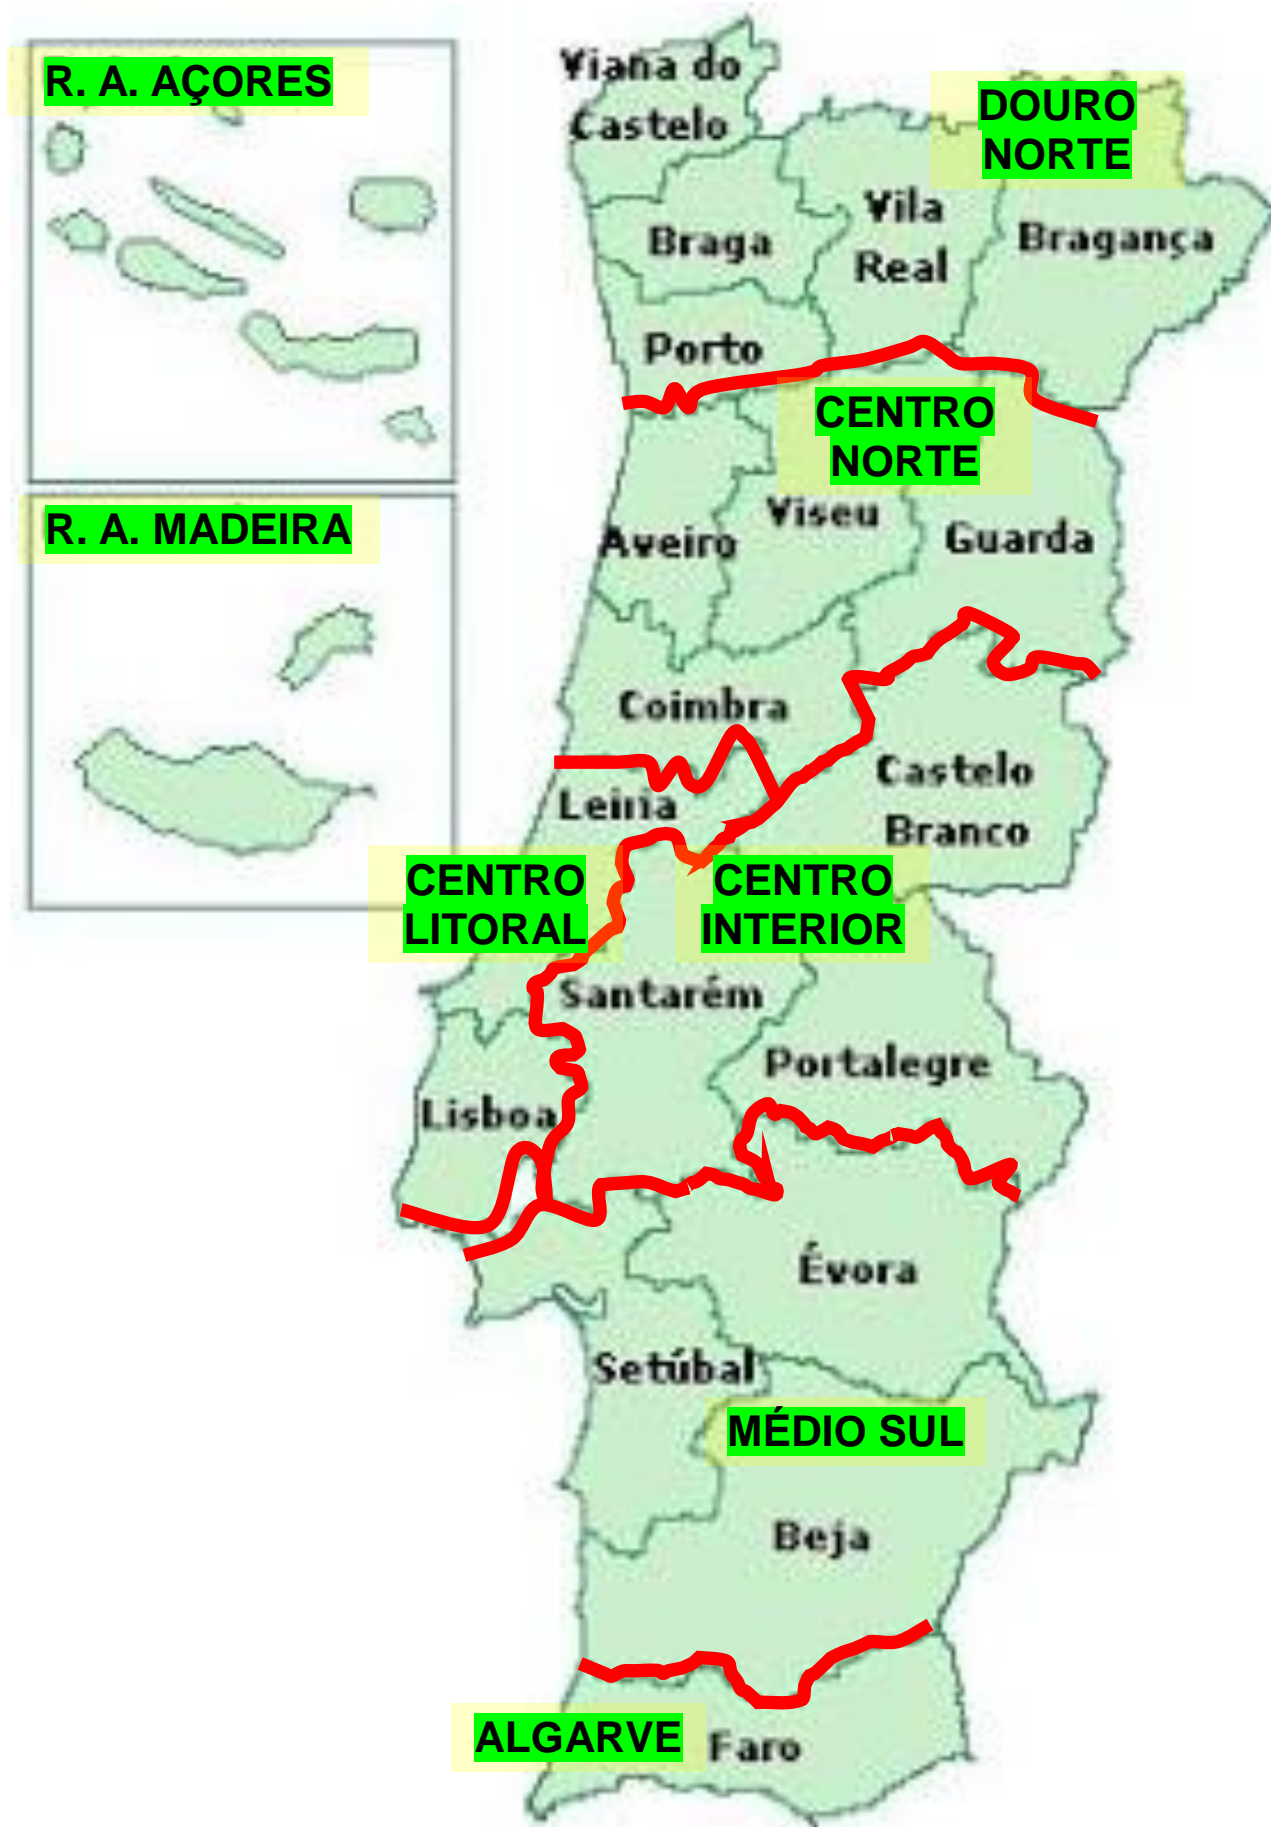 R. A. AÇORES
Viana do
Castelo
DOURO
NORTE
Braga
Vila
Real
Bragança
Porto
CENTRO
NORTE
Viseu
Aveiro
Guarda
R. A. MADEIRA
Coimbra
Leiria
Castelo
Branco
CENTRO
LITORAL
CENTRO
INTERIOR
Santarém
Portalegre
Lisboa
Évora
Setúbal
MÉDIO SUL
Beja
ALGARVE
Faro